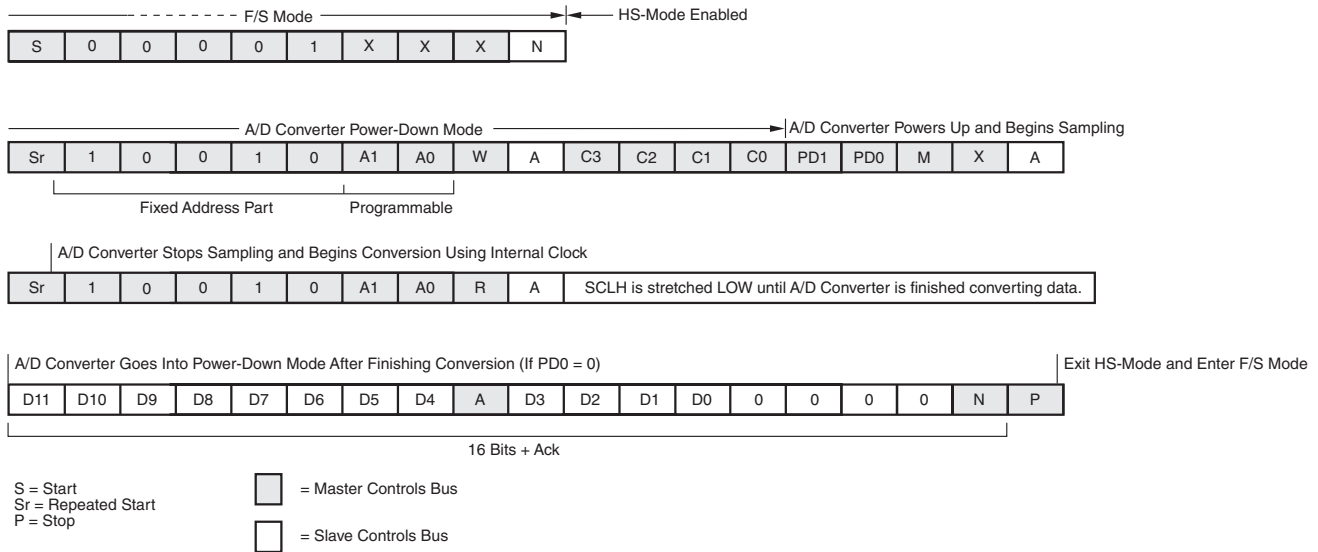 F/S Mode HS-Mode Enabled
S 0 0 0 0 1 X X X N
A/D Converter Power-Down Mode A/D Converter Powers Up and Begins Sampling
Sr 1 0 0 1 0 A1 A0 W A C3 C2 C1 C0 PD1 PD0 M X A
Fixed Address Part Programmable
A/D Converter Stops Sampling and Begins Conversion Using Internal Clock
Sr 1 0 0 1 0 A1 A0 R A SCLH is stretched LOW until A/D Converter is finished converting data.
A/D Converter Goes Into Power-Down Mode After Finishing Conversion (If PD0 = 0) Exit HS-Mode and Enter F/S Mode
D11 D10 D9 D8 D7 D6 D5 D4 A D3 D2 D1 D0 0 0 0 0 N P
16 Bits + Ack
S = Start
Sr = Repeated Start
P = Stop
= Master Controls Bus
= Slave Controls Bus